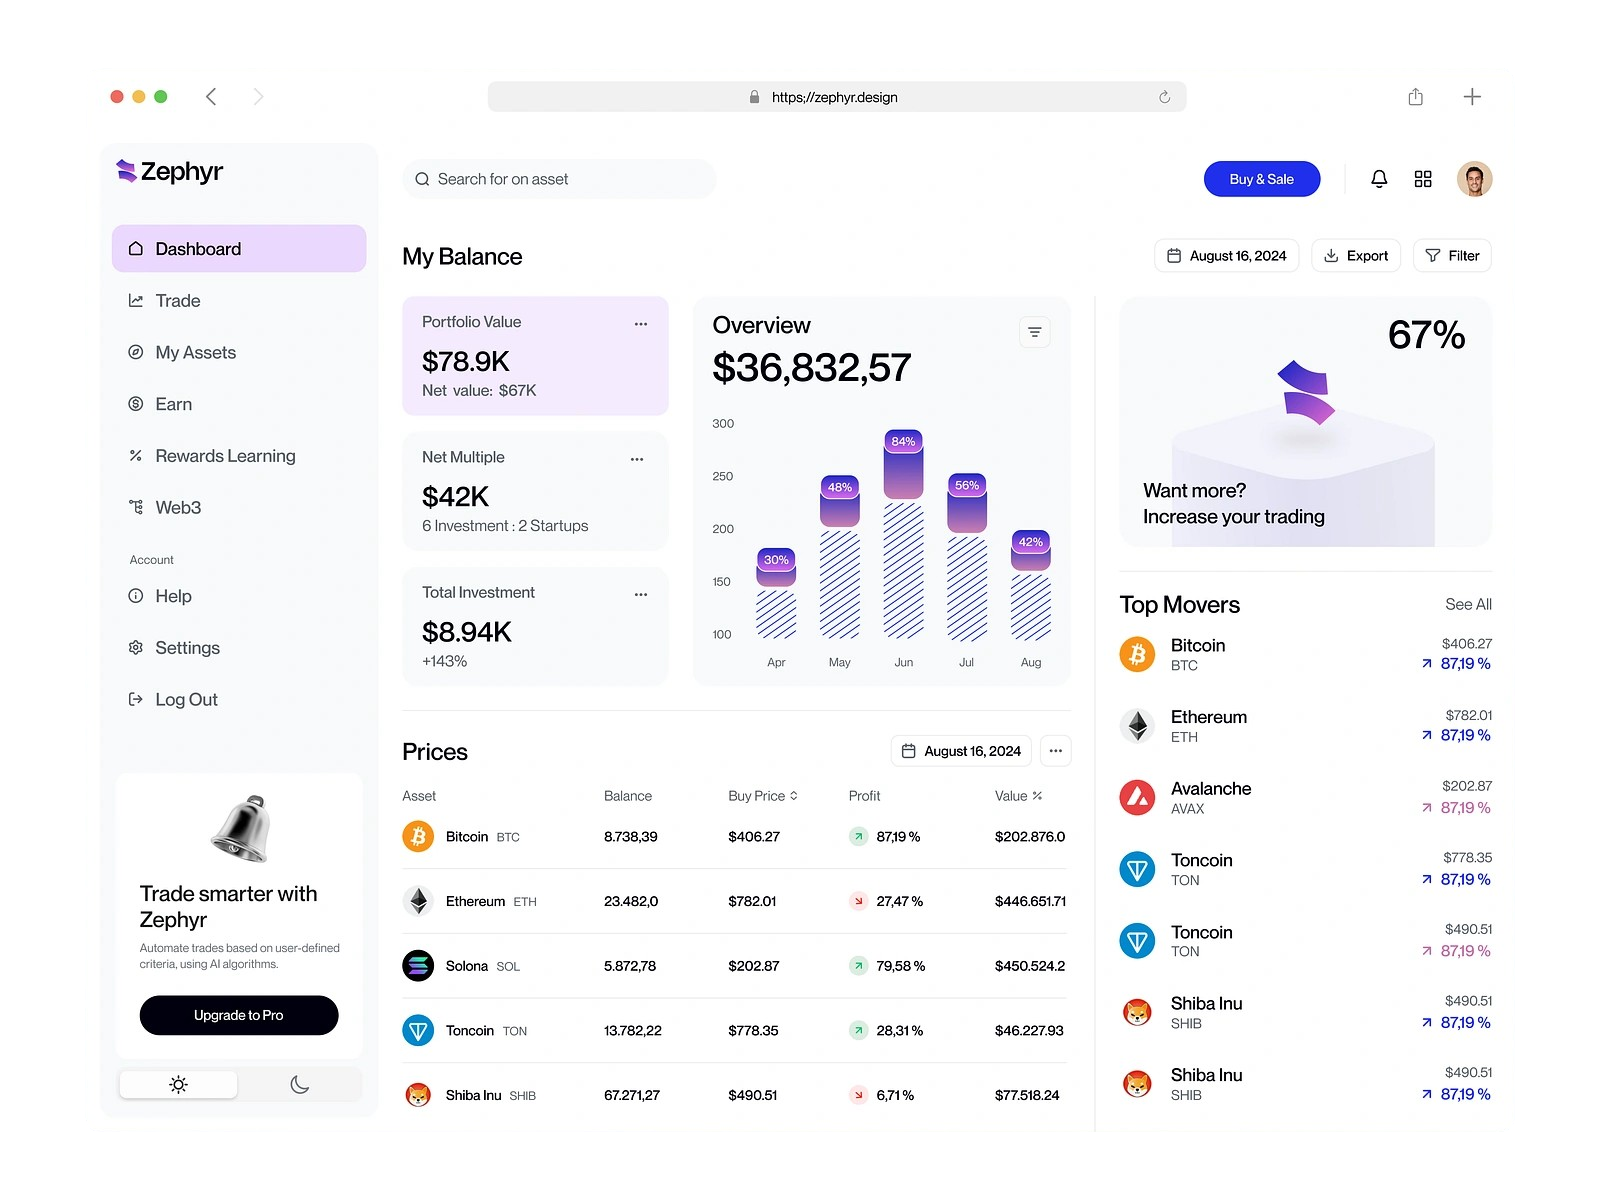 https://zephyr.design
Zephyr
Dashboard
Trade
My Assets
Earn
Rewards Learning
Web3
Account
Help
Settings
Log Out
Trade smarter with
Zephyr
Automate trades based on user-defined
criteria, using AI algorithms.
Upgrade to Pro
Search for on asset
Buy & Sale
My Balance
August 16, 2024
Export
Filter
Portfolio Value
$78.9K
Net value: $67K
Net Multiple
$42K
6 Investment : 2 Startups
Total Investment
$8.94K
+143%
Overview
$36,832,57
300
250
200
150
100
30%
48%
84%
56%
42%
Apr May Jun Jul Aug
67%
Want more?
Increase your trading
Prices
August 16, 2024
Asset Balance Buy Price Profit Value %
Bitcoin BTC 8.738,39 $406.27 87,19 % $202.876.0
Ethereum ETH 23.482,0 $782.01 27,47 % $446.651.71
Solona SOL 5.872,78 $202.87 79,58 % $450.524.2
Toncoin TON 13.782,22 $778.35 28,31 % $46.227.93
Shiba Inu SHIB 67.271,27 $490.51 6,71 % $77.518.24
Top Movers See All
Bitcoin $406.27
BTC 87,19 %
Ethereum $782.01
ETH 87,19 %
Avalanche $202.87
AVAX 87,19 %
Toncoin $778.35
TON 87,19 %
Toncoin $490.51
TON 87,19 %
Shiba Inu $490.51
SHIB 87,19 %
Shiba Inu $490.51
SHIB 87,19 %